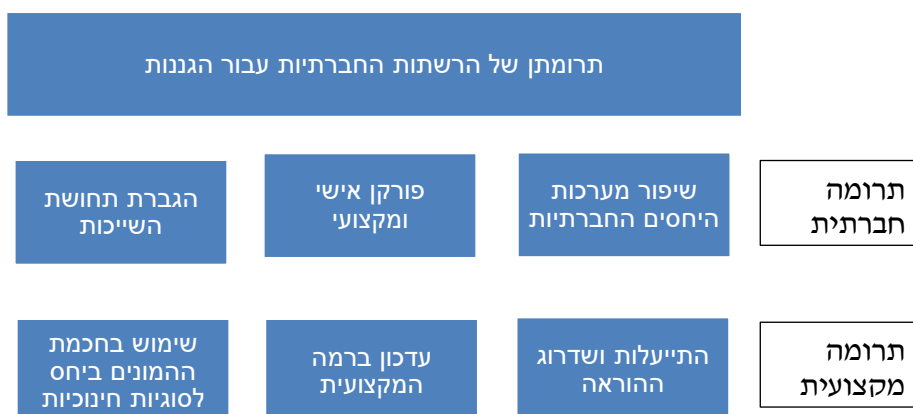 תרומתן של הרשתות החברתיות עבור הגננות
תרומה
חברתית
שיפור מערכות
היחסים החברתיות
פורקן אישי
ומקצועי
הגברת תחושת
השייכות
תרומה
מקצועית
התייעלות ושדרוג
ההוראה
עדכון ברמה
המקצועית
שימוש בחכמת
ההמונים ביחס
לסוגיות חינוכיות